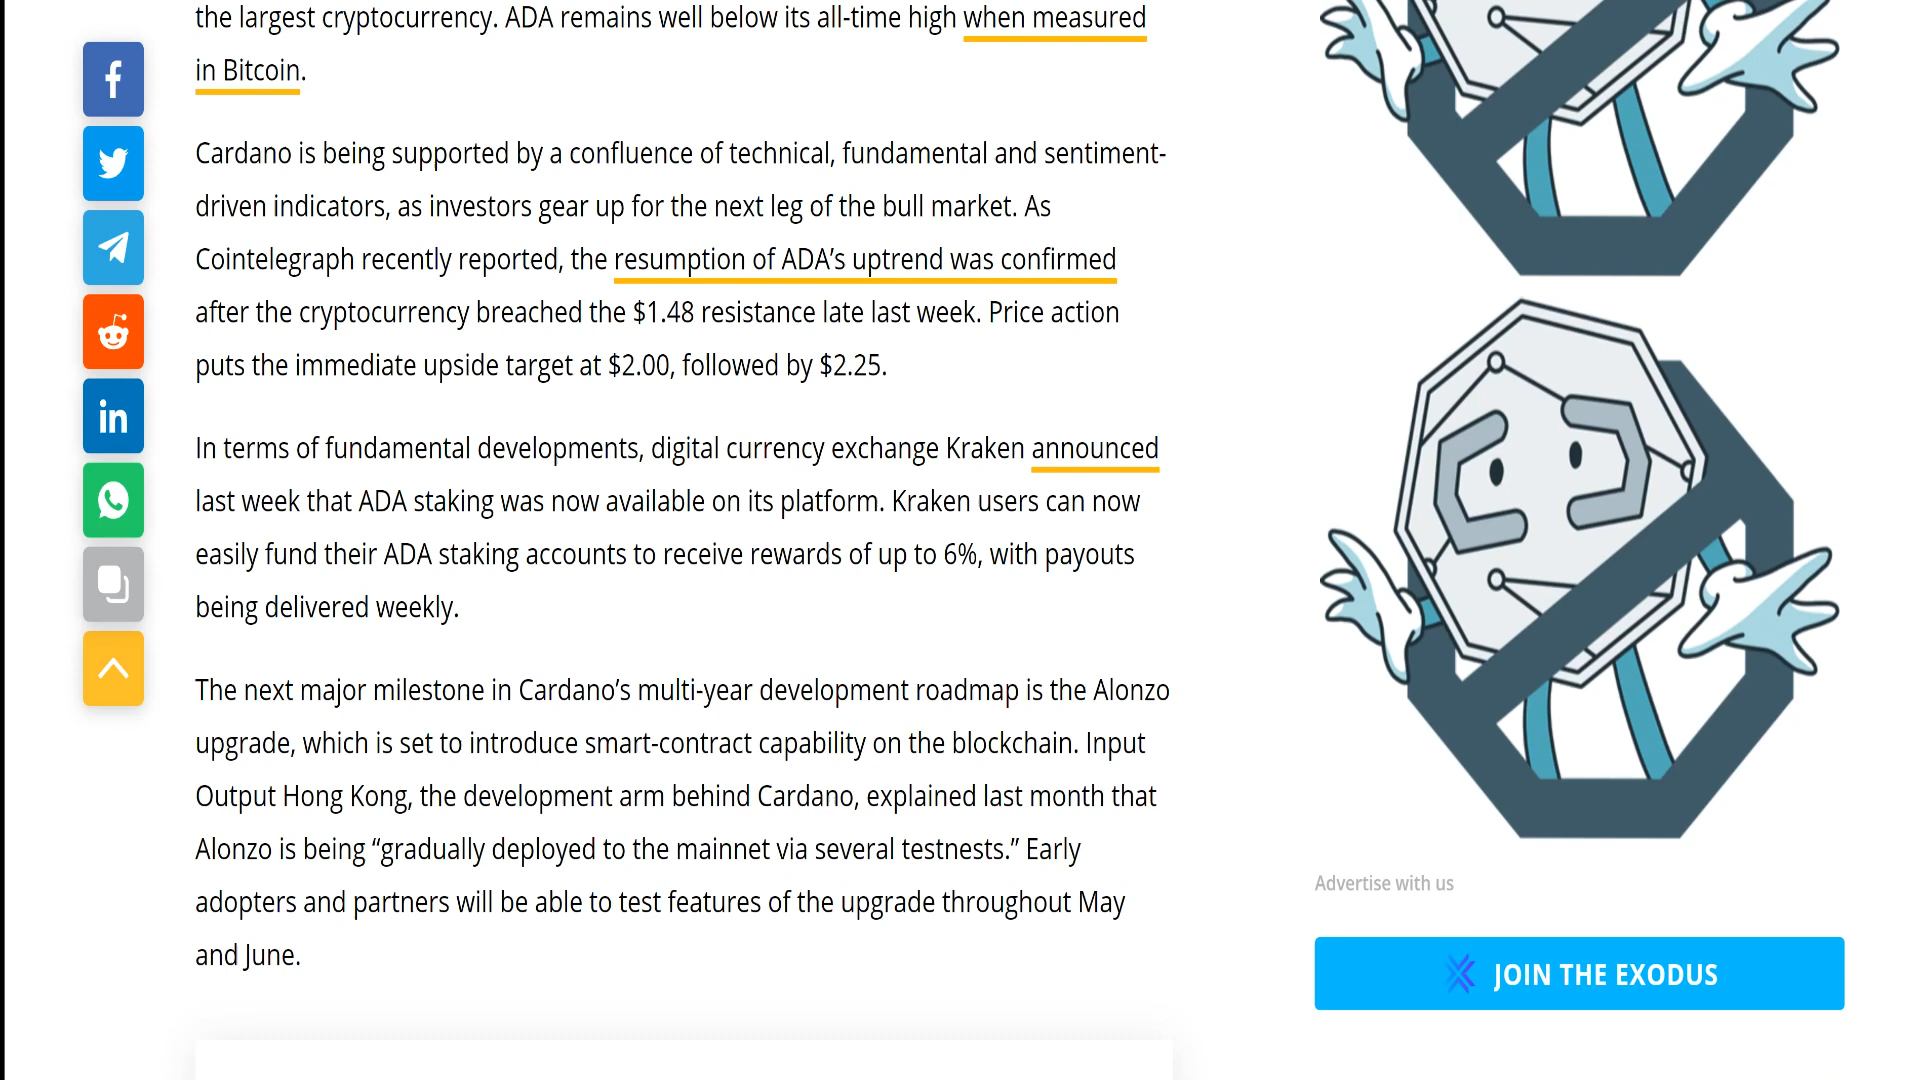 the largest cryptocurrency. ADA remains well below its all-time high when measured
in Bitcoin.
Cardano is being supported by a confluence of technical, fundamental and sentiment-
driven indicators, as investors gear up for the next leg of the bull market. As
Cointelegraph recently reported, the resumption of ADA’s uptrend was confirmed
after the cryptocurrency breached the $1.48 resistance late last week. Price action
puts the immediate upside target at $2.00, followed by $2.25.
In terms of fundamental developments, digital currency exchange Kraken announced
last week that ADA staking was now available on its platform. Kraken users can now
easily fund their ADA staking accounts to receive rewards of up to 6%, with payouts
being delivered weekly.
The next major milestone in Cardano’s multi-year development roadmap is the Alonzo
upgrade, which is set to introduce smart-contract capability on the blockchain. Input
Output Hong Kong, the development arm behind Cardano, explained last month that
Alonzo is being “gradually deployed to the mainnet via several testnests.” Early
adopters and partners will be able to test features of the upgrade throughout May
and June.
Advertise with us
JOIN THE EXODUS